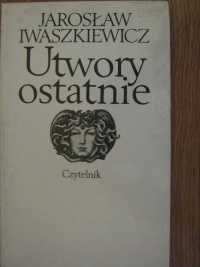 JAROSŁAW
IWASZKIEWICZ
Utwory
ostatnie
Czytelnik